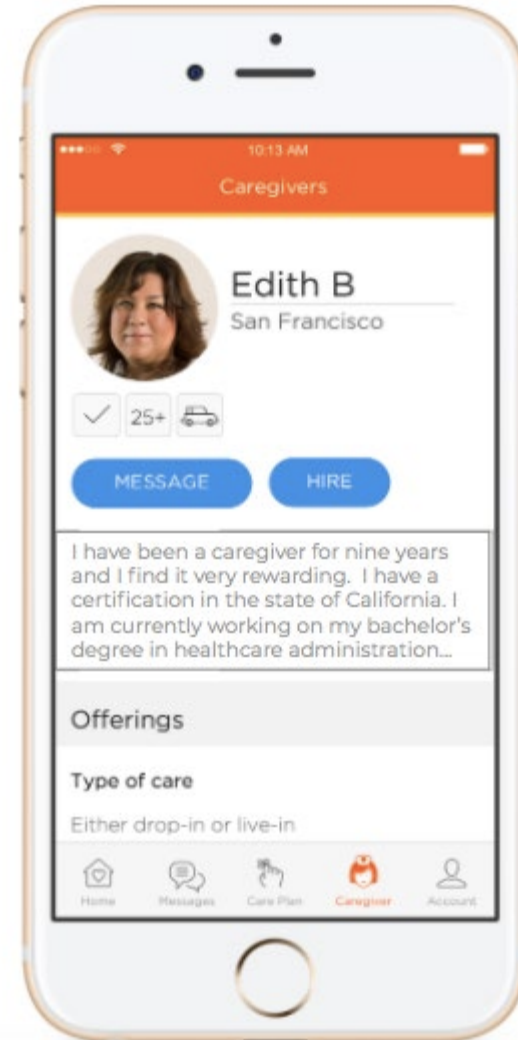 10:13 AM
Caregivers
Edith B
San Francisco
25+
MESSAGE
HIRE
I have been a caregiver for nine years
and I find it very rewarding.  I have a
certification in the state of California. I
am currently working on my bachelor's
degree in healthcare administration...
Offerings
Type of care
Either drop-in or live-in
Home
Messages
Care Plan
Caregiver
Account